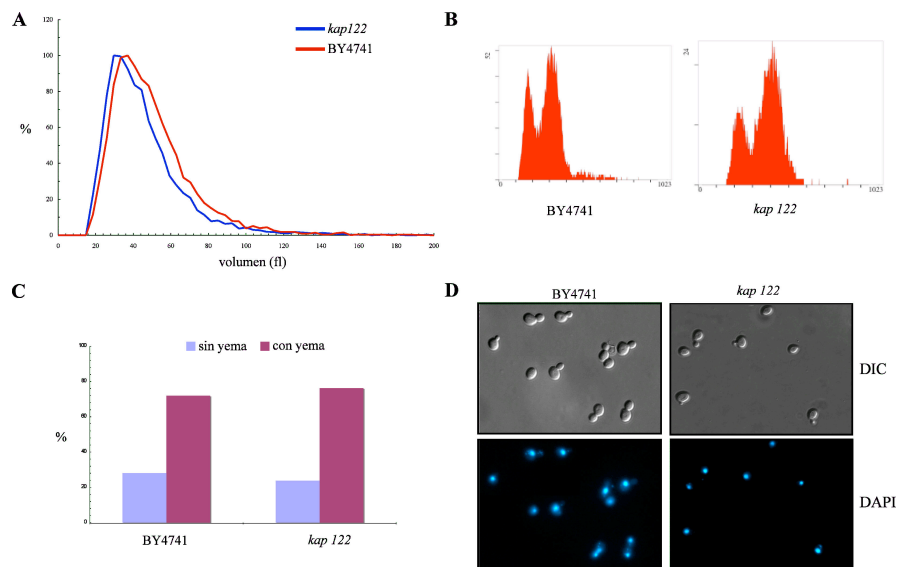 A
kap122
BY4741
120
100
80
60
40
20
0
%
0 20 40 60 80 100 120 140 160 180 200
volumen (fl)
B
52
0
1023
BY4741
24
0
1023
kap 122
C
sin yema
con yema
100
80
60
40
20
0
%
BY4741
kap 122
D
BY4741
kap 122
DIC
DAPI